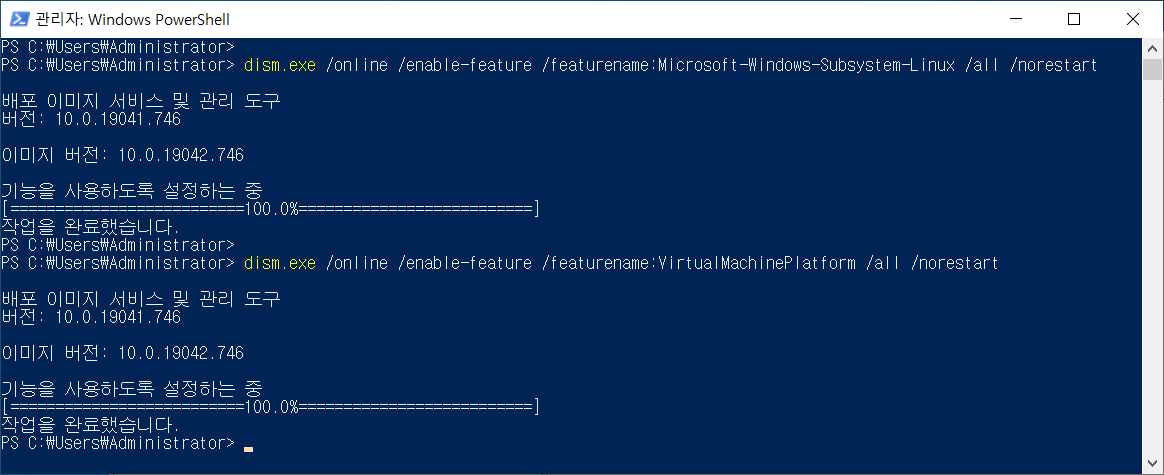 관리자: Windows PowerShell
PS C:₩Users₩Administrator>
PS C:₩Users₩Administrator> dism.exe /online /enable-feature /featurename:Microsoft-Windows-Subsystem-Linux /all /norestart
배포 이미지 서비스 및 관리 도구
버전: 10.0.19041.746
이미지 버전: 10.0.19042.746
기능을 사용하도록 설정하는 중
[==========================100.0%==========================]
작업을 완료했습니다.
PS C:₩Users₩Administrator>
PS C:₩Users₩Administrator> dism.exe /online /enable-feature /featurename:VirtualMachinePlatform /all /norestart
배포 이미지 서비스 및 관리 도구
버전: 10.0.19041.746
이미지 버전: 10.0.19042.746
기능을 사용하도록 설정하는 중
[==========================100.0%==========================]
작업을 완료했습니다.
PS C:₩Users₩Administrator>